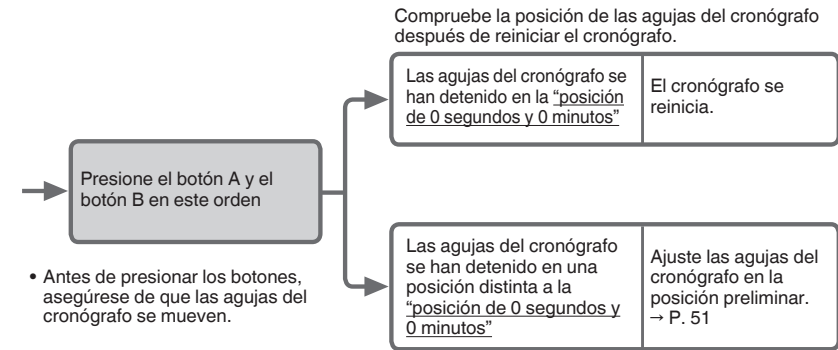 Compruebe la posición de las agujas del cronógrafo
después de reiniciar el cronógrafo.
Las agujas del cronógrafo se
han detenido en la “posición
de 0 segundos y 0 minutos”
El cronógrafo se
reinicia.
Presione el botón A y el
botón B en este orden
• Antes de presionar los botones,
asegúrese de que las agujas del
cronógrafo se mueven.
Las agujas del cronógrafo
se han detenido en una
posición distinta a la
“posición de 0 segundos y
0 minutos”
Ajuste las agujas del
cronógrafo en la
posición preliminar.
→ P. 51